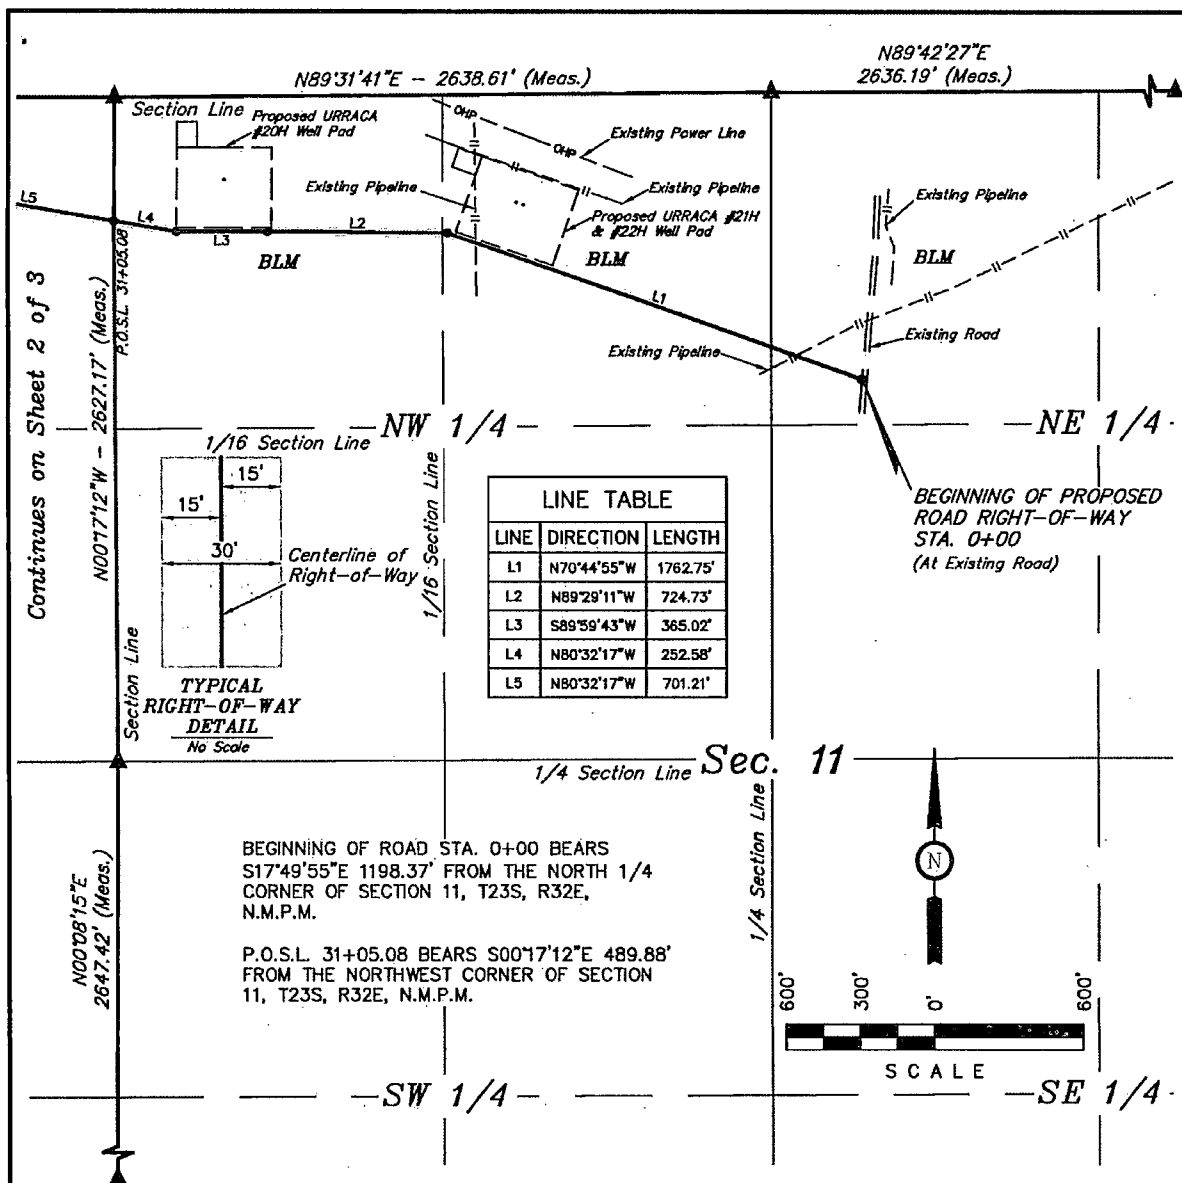 N89°31'41"E - 2638.61' (Meas.)
N89°42'27"E
2636.19' (Meas.)
Section Line
Proposed URRACA
#20H Well Pad
OHP
OHP
Existing Power Line
Existing Pipeline
Existing Pipeline
Proposed URRACA #21H
& #22H Well Pad
Existing Pipeline
L5
L4
L3
L2
L1
BLM
BLM
BLM
Existing Road
Existing Pipeline
P.O.S.L. 31+05.08
Continues on Sheet 2 of 3
N00°17'12"W - 2627.17' (Meas.)
NW 1/4
NE 1/4
1/16 Section Line
1/16 Section Line
15'
15'
30'
Centerline of
Right-of-Way
TYPICAL
RIGHT-OF-WAY
DETAIL
No Scale
Section Line
LINE TABLE
LINE DIRECTION LENGTH
L1 N70°44'55"W 1762.75'
L2 N89°29'11"W 724.73'
L3 S89°59'43"W 365.02'
L4 N80°32'17"W 252.58'
L5 N80°32'17"W 701.21'
BEGINNING OF PROPOSED
ROAD RIGHT-OF-WAY
STA. 0+00
(At Existing Road)
1/4 Section Line
Sec. 11
1/4 Section Line
N
BEGINNING OF ROAD STA. 0+00 BEARS
S17°49'55"E 1198.37' FROM THE NORTH 1/4
CORNER OF SECTION 11, T23S, R32E,
N.M.P.M.
P.O.S.L. 31+05.08 BEARS S00°17'12"E 489.88'
FROM THE NORTHWEST CORNER OF SECTION
11, T23S, R32E, N.M.P.M.
N00°08'15"E
2647.42' (Meas.)
600'
300'
0'
600'
SCALE
SW 1/4
SE 1/4